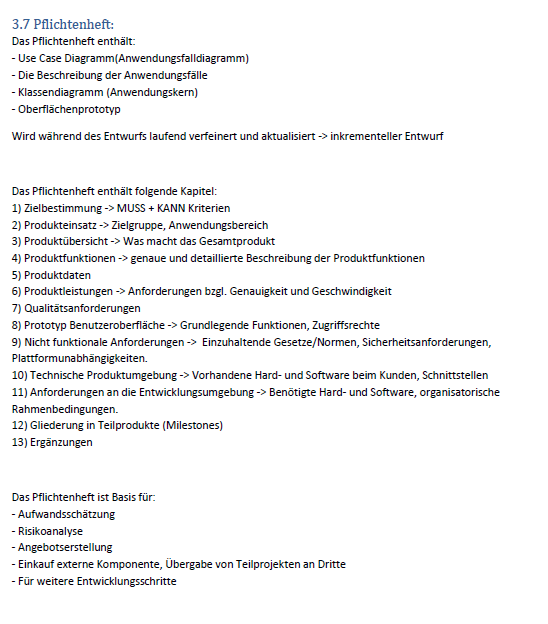 3.7 Pflichtenheft:
Das Pflichtenheft enthält:
- Use Case Diagramm(Anwendungsfalldiagramm)
- Die Beschreibung der Anwendungsfälle
- Klassendiagramm (Anwendungskern)
- Oberflächenprototyp
Wird während des Entwurfs laufend verfeinert und aktualisiert -> inkrementeller Entwurf
Das Pflichtenheft enthält folgende Kapitel:
1) Zielbestimmung -> MUSS + KANN Kriterien
2) Produkteinsatz -> Zielgruppe, Anwendungsbereich
3) Produktübersicht -> Was macht das Gesamtprodukt
4) Produktfunktionen -> genaue und detaillierte Beschreibung der Produktfunktionen
5) Produktdaten
6) Produktleistungen -> Anforderungen bzgl. Genauigkeit und Geschwindigkeit
7) Qualitätsanforderungen
8) Prototyp Benutzeroberfläche -> Grundlegende Funktionen, Zugriffsrechte
9) Nicht funktionale Anforderungen ->  Einzuhaltende Gesetze/Normen, Sicherheitsanforderungen,
Plattformunabhängigkeiten.
10) Technische Produktumgebung -> Vorhandene Hard- und Software beim Kunden, Schnittstellen
11) Anforderungen an die Entwicklungsumgebung -> Benötigte Hard- und Software, organisatorische
Rahmenbedingungen.
12) Gliederung in Teilprodukte (Milestones)
13) Ergänzungen
Das Pflichtenheft ist Basis für:
- Aufwandsschätzung
- Risikoanalyse
- Angebotserstellung
- Einkauf externe Komponente, Übergabe von Teilprojekten an Dritte
- Für weitere Entwicklungsschritte